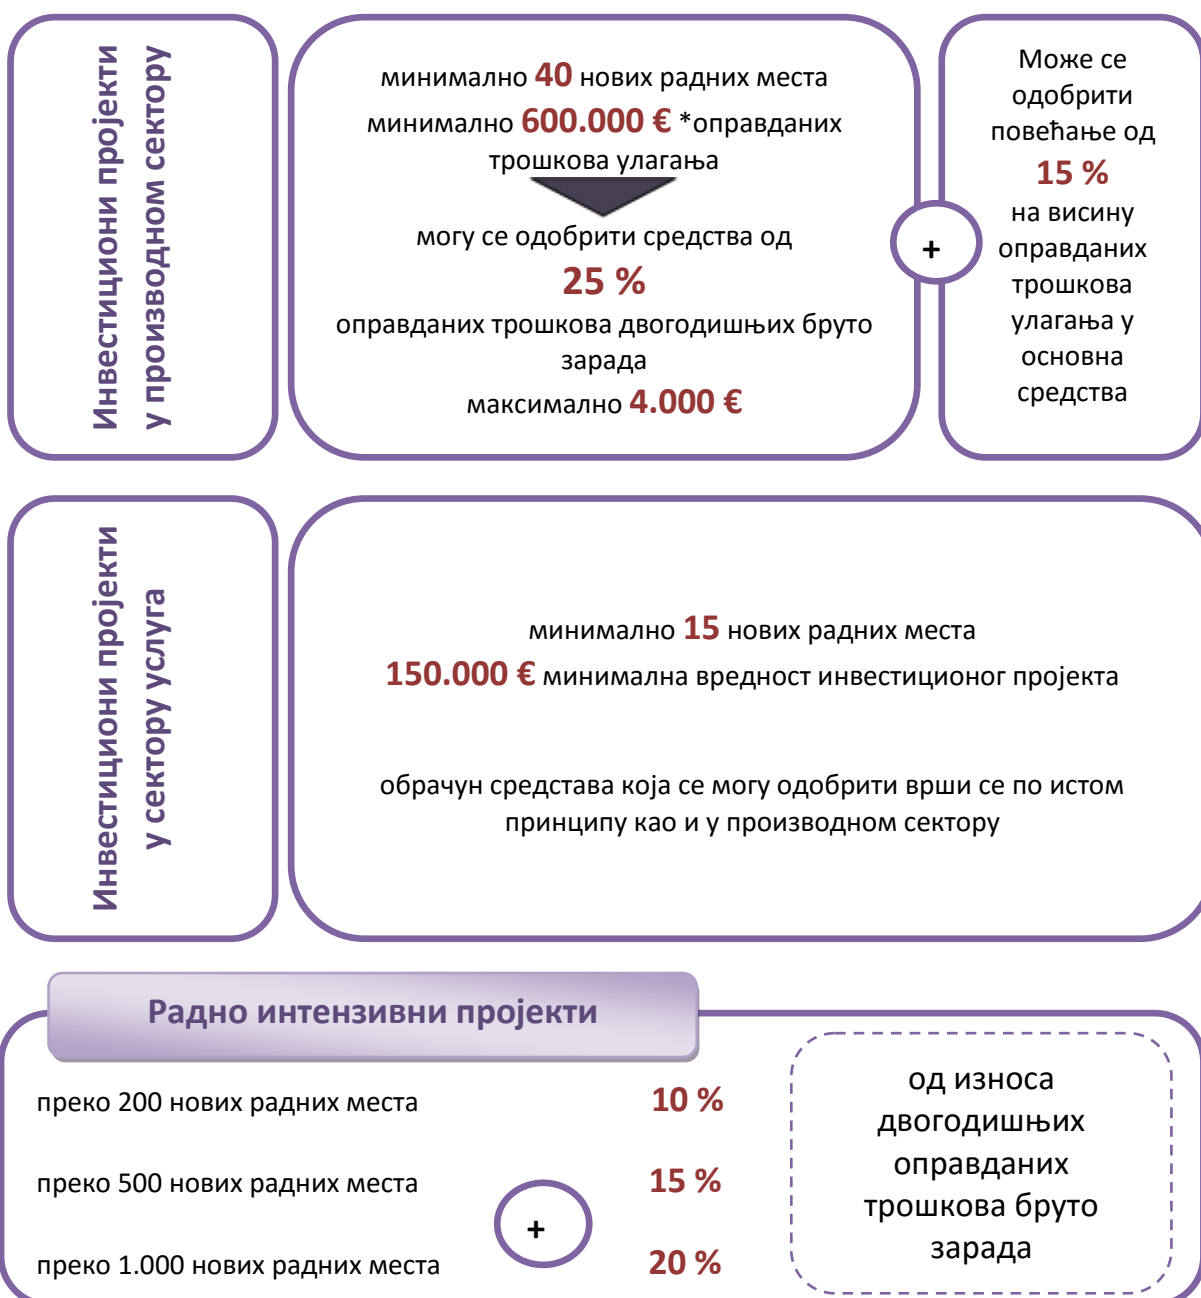 Инвестициони пројекти
у производном сектору
минимално 40 нових радних места
минимално 600.000 € *оправданих
трошкова улагања
могу се одобрити средства од
25 %
оправданих трошкова двогодишњих бруто
зарада
максимално 4.000 €
+
Може се
одобрити
повећање од
15 %
на висину
оправданих
трошкова
улагања у
основна
средства
Инвестициони пројекти
у сектору услуга
минимално 15 нових радних места
150.000 € минимална вредност инвестиционог пројекта
обрачун средстава која се могу одобрити врши се по истом
принципу као и у производном сектору
Радно интензивни пројекти
преко 200 нових радних места 10 %
преко 500 нових радних места 15 %
+
преко 1.000 нових радних места 20 %
од износа
двогодишњих
оправданих
трошкова бруто
зарада